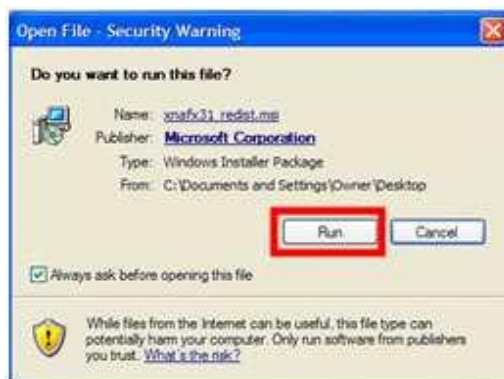 Open File - Security Warning
Do you want to run this file?
Name: xnafx31_redist.msi
Publisher: Microsoft Corporation
Type: Windows Installer Package
From: C:\Documents and Settings\Owner\Desktop
Run Cancel
Always ask before opening this file
While files from the Internet can be useful, this file type can
potentially harm your computer. Only run software from publishers
you trust. What's the risk?